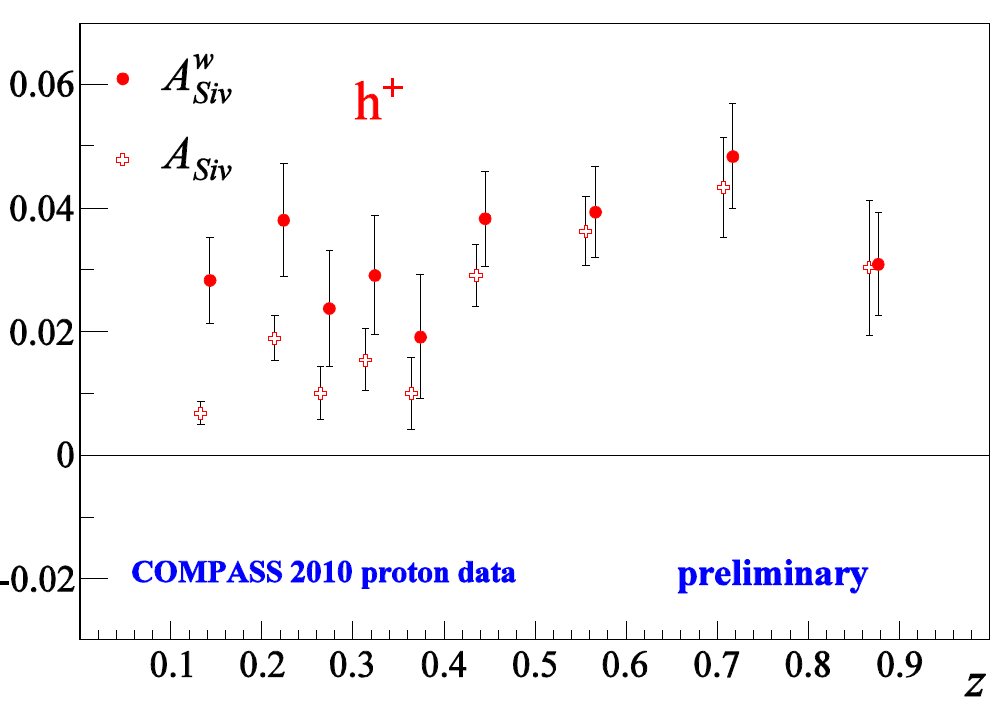 A^w_Siv
h^+
A_Siv
0.06
0.04
0.02
0
-0.02
COMPASS 2010 proton data
preliminary
0.1 0.2 0.3 0.4 0.5 0.6 0.7 0.8 0.9
z